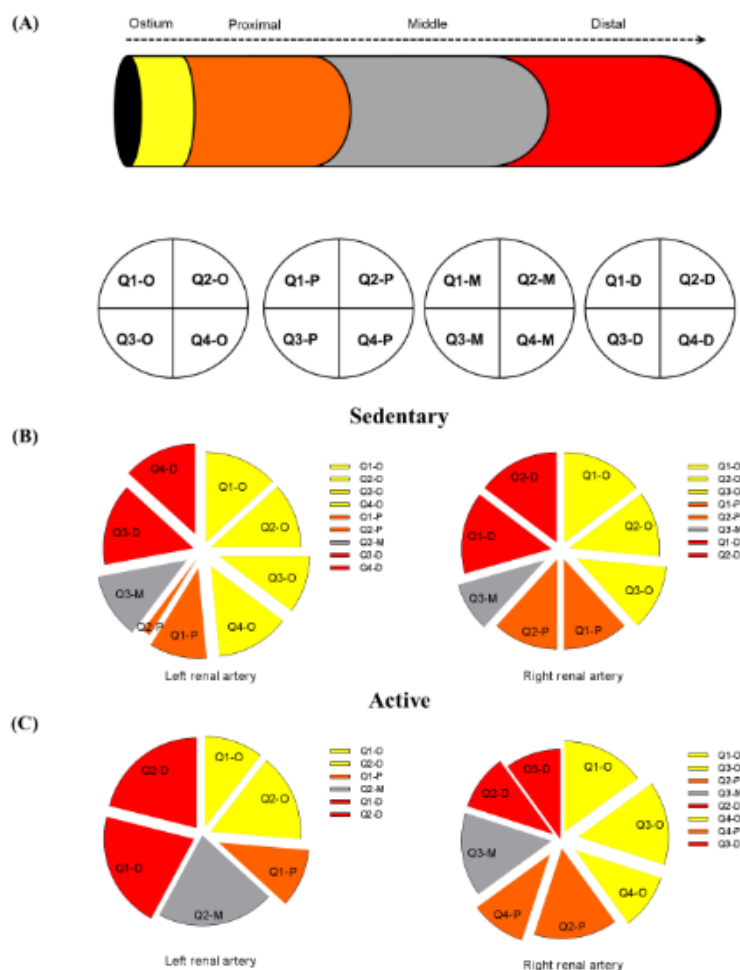 (A)
Ostium Proximal Middle Distal
Q1-O Q2-O Q1-P Q2-P Q1-M Q2-M Q1-D Q2-D
Q3-O Q4-O Q3-P Q4-P Q3-M Q4-M Q3-D Q4-D
Sedentary
(B)
Q4-D
Q1-O
Q2-O
Q3-D
Q3-O
Q3-M
Q2-P
Q1-P
Q4-O
Left renal artery
Q1-O
Q2-O
Q3-O
Q4-O
Q1-P
Q2-P
Q3-M
Q3-D
Q4-D
Q2-D
Q1-O
Q2-O
Q1-D
Q3-O
Q3-M
Q2-P
Q1-P
Right renal artery
Q1-O
Q2-O
Q3-O
Q1-P
Q2-P
Q3-M
Q1-D
Q2-D
Active
(C)
Q1-O
Q2-D
Q2-O
Q1-D
Q1-P
Q2-M
Left renal artery
Q1-O
Q2-O
Q1-P
Q2-M
Q1-D
Q2-D
Q3-D
Q1-O
Q2-D
Q3-O
Q3-M
Q4-O
Q4-P
Q2-P
Right renal artery
Q1-O
Q3-O
Q2-P
Q3-M
Q2-D
Q4-O
Q4-P
Q3-D